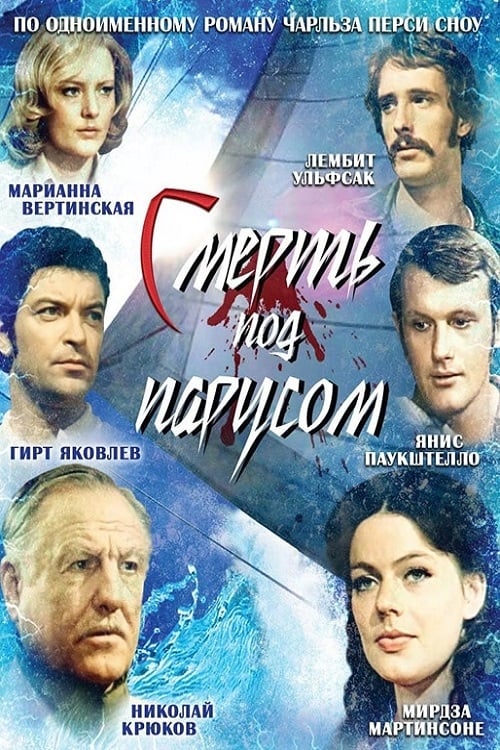 ПО ОДНОИМЕННОМУ РОМАНУ ЧАРЛЬЗА ПЕРСИ СНОУ
МАРИАННА
ВЕРТИНСКАЯ
ЛЕМБИТ
УЛЬФСАК
Смерть
под
парусом
ГИРТ ЯКОВЛЕВ
ЯНИС
ПАУКШТЕЛЛО
НИКОЛАЙ
КРЮКОВ
МИРДЗА
МАРТИНСОНЕ